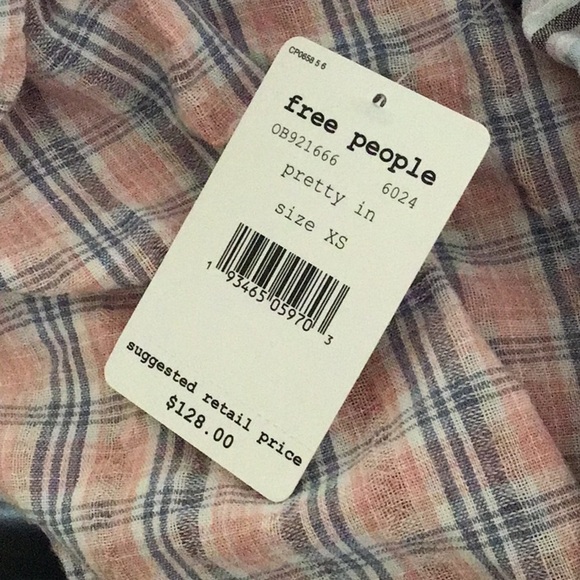 CP0658 5 6
free people
OB921666 6024
pretty in
size XS
1 93465 05970 3
suggested retail price
$128.00